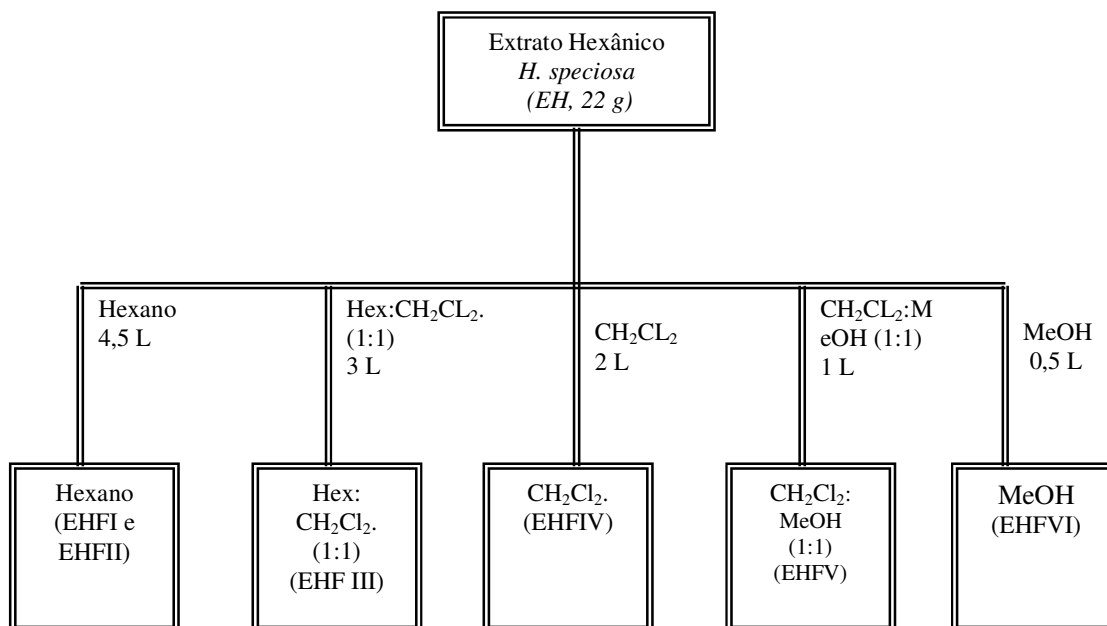 Extrato Hexânico
H. speciosa
(EH, 22 g)
Hexano
4,5 L
Hex:CH₂CL₂.
(1:1)
3 L
CH₂CL₂
2 L
CH₂CL₂:M
eOH (1:1)
1 L
MeOH
0,5 L
Hexano
(EHFI e
EHFII)
Hex:
CH₂Cl₂.
(1:1)
(EHF III)
CH₂Cl₂.
(EHFIV)
CH₂Cl₂:
MeOH
(1:1)
(EHFV)
MeOH
(EHFVI)